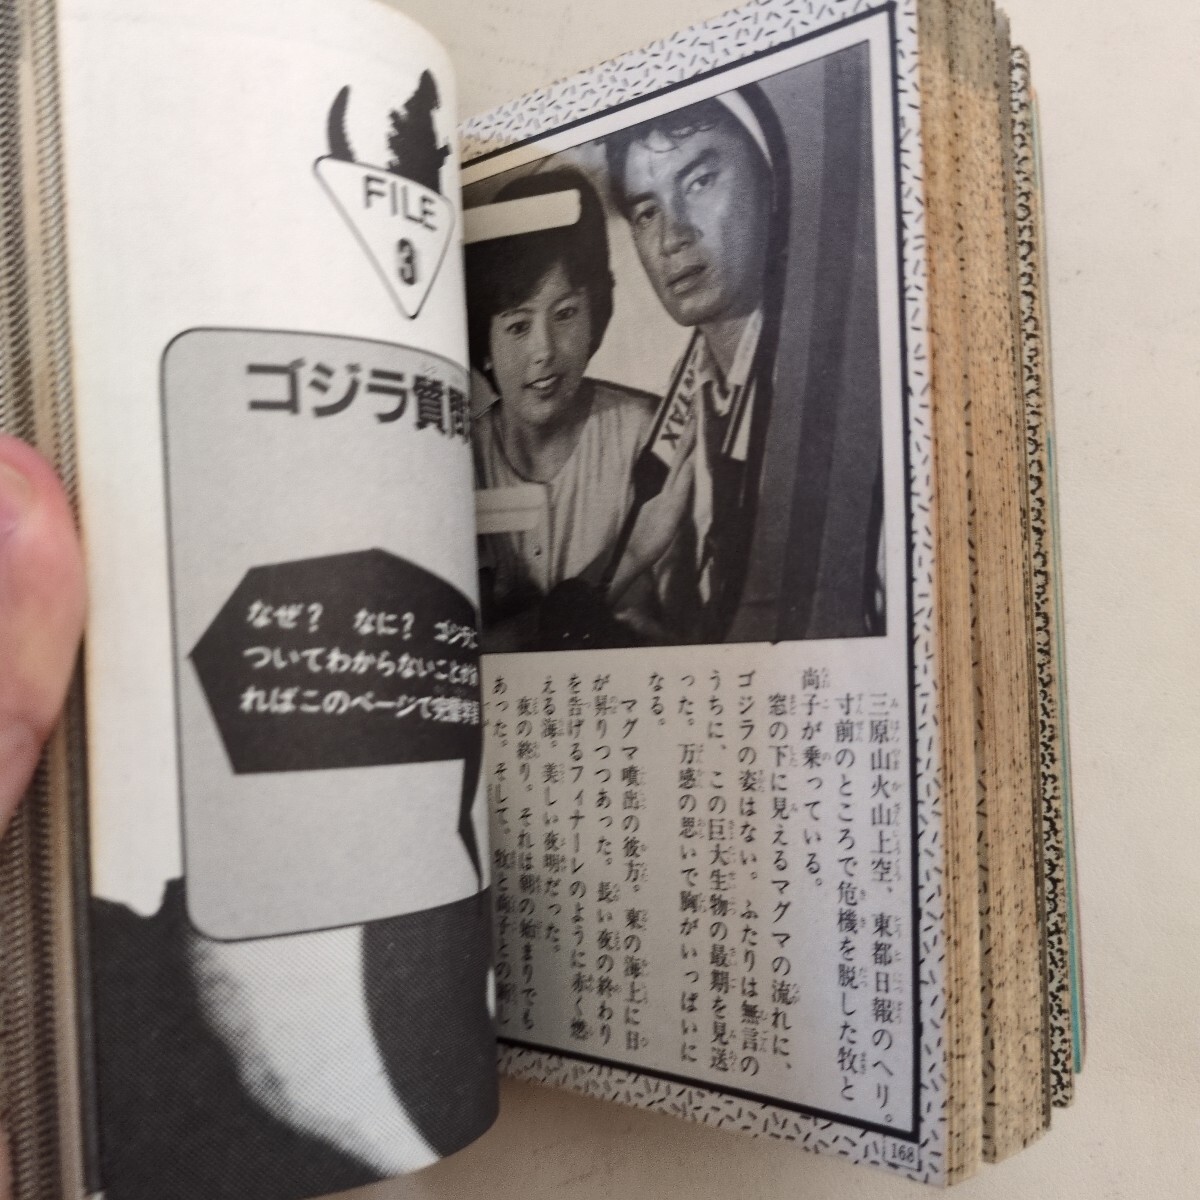 FILE
3
ゴジラ質問
なぜ? なに? ゴジラに
ついてわからないことがあ
ればこのページで完璧
NTAX
三原山火山上空、東都日報のヘリ。
寸前のところで危機を脱した牧と
尚子が乗っている。
窓の下に見えるマグマの流れに、
ゴジラの姿はない。ふたりは無言の
うちに、この巨大生物の最期を見送
った。万感の思いで胸がいっぱいに
なる。
マグマ噴出の彼方。東の海上に日
が昇りつつあった。長い夜の終わり
を告げるフィナーレのように赤く燃
える海。美しい夜明だった。
夜の終り。それは朝の始まりでも
あった。そして。牧と尚子との新し
168